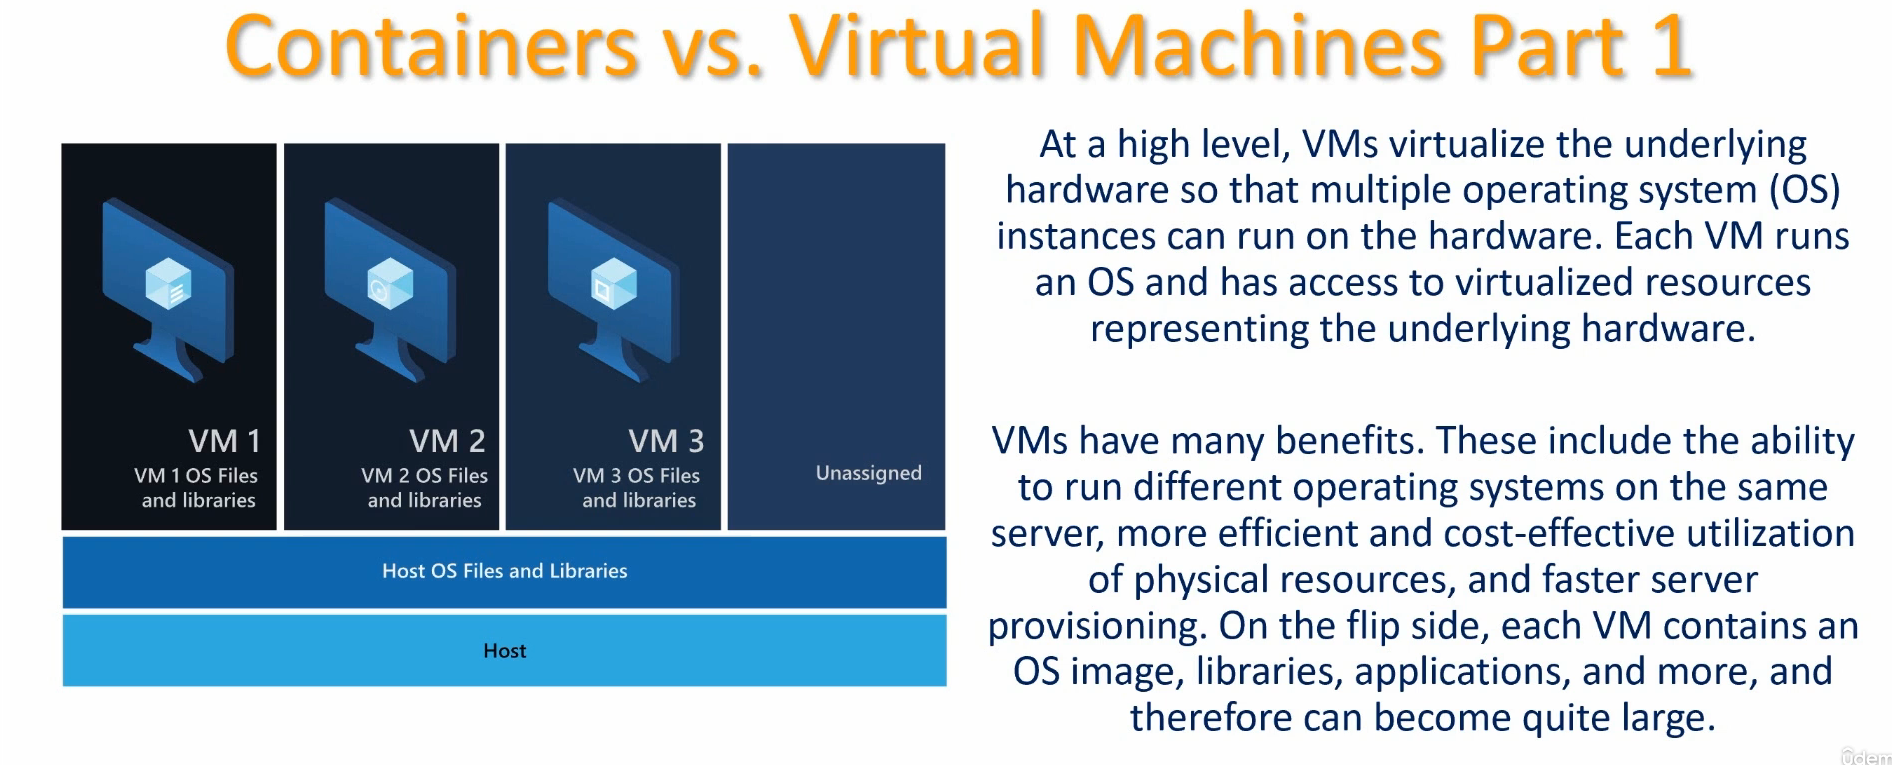 Containers vs. Virtual Machines Part 1
VM 1
VM 1 OS Files
and libraries
VM 2
VM 2 OS Files
and libraries
VM 3
VM 3 OS Files
and libraries
Unassigned
Host OS Files and Libraries
Host
At a high level, VMs virtualize the underlying
hardware so that multiple operating system (OS)
instances can run on the hardware. Each VM runs
an OS and has access to virtualized resources
representing the underlying hardware.
VMs have many benefits. These include the ability
to run different operating systems on the same
server, more efficient and cost-effective utilization
of physical resources, and faster server
provisioning. On the flip side, each VM contains an
OS image, libraries, applications, and more, and
therefore can become quite large.